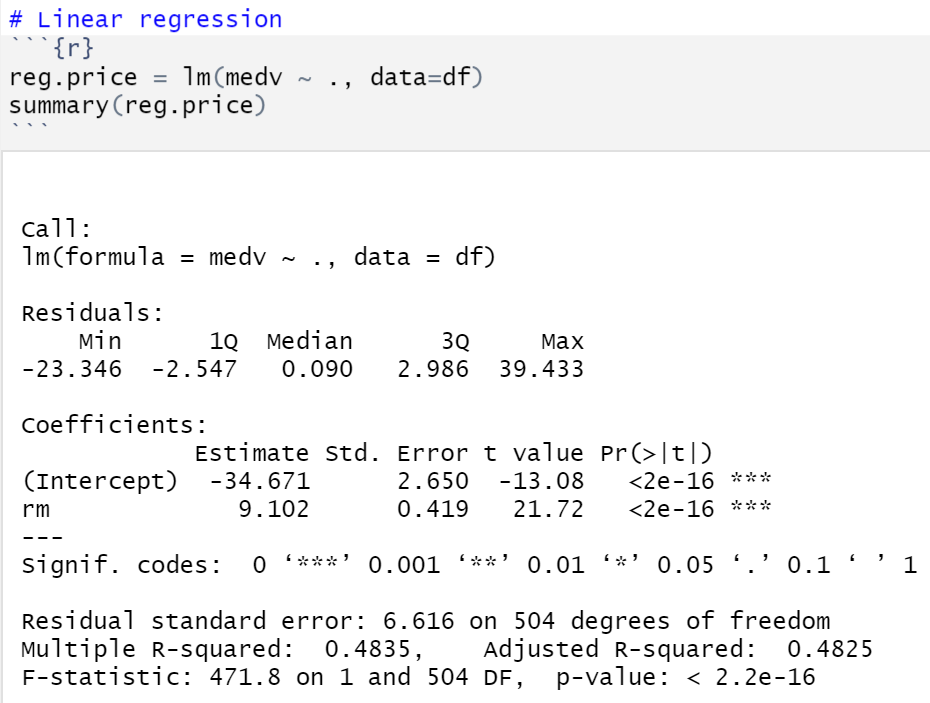 # Linear regression
```{r}
reg.price = lm(medv ~ ., data=df)
summary(reg.price)
```
Call:
lm(formula = medv ~ ., data = df)
Residuals:
    Min      1Q  Median      3Q     Max
-23.346  -2.547   0.090   2.986  39.433
Coefficients:
            Estimate Std. Error t value Pr(>|t|)
(Intercept)  -34.671      2.650  -13.08   <2e-16 ***
rm             9.102      0.419   21.72   <2e-16 ***
---
Signif. codes:  0 ‘***’ 0.001 ‘**’ 0.01 ‘*’ 0.05 ‘.’ 0.1 ‘ ’ 1
Residual standard error: 6.616 on 504 degrees of freedom
Multiple R-squared:  0.4835,    Adjusted R-squared:  0.4825
F-statistic: 471.8 on 1 and 504 DF,  p-value: < 2.2e-16